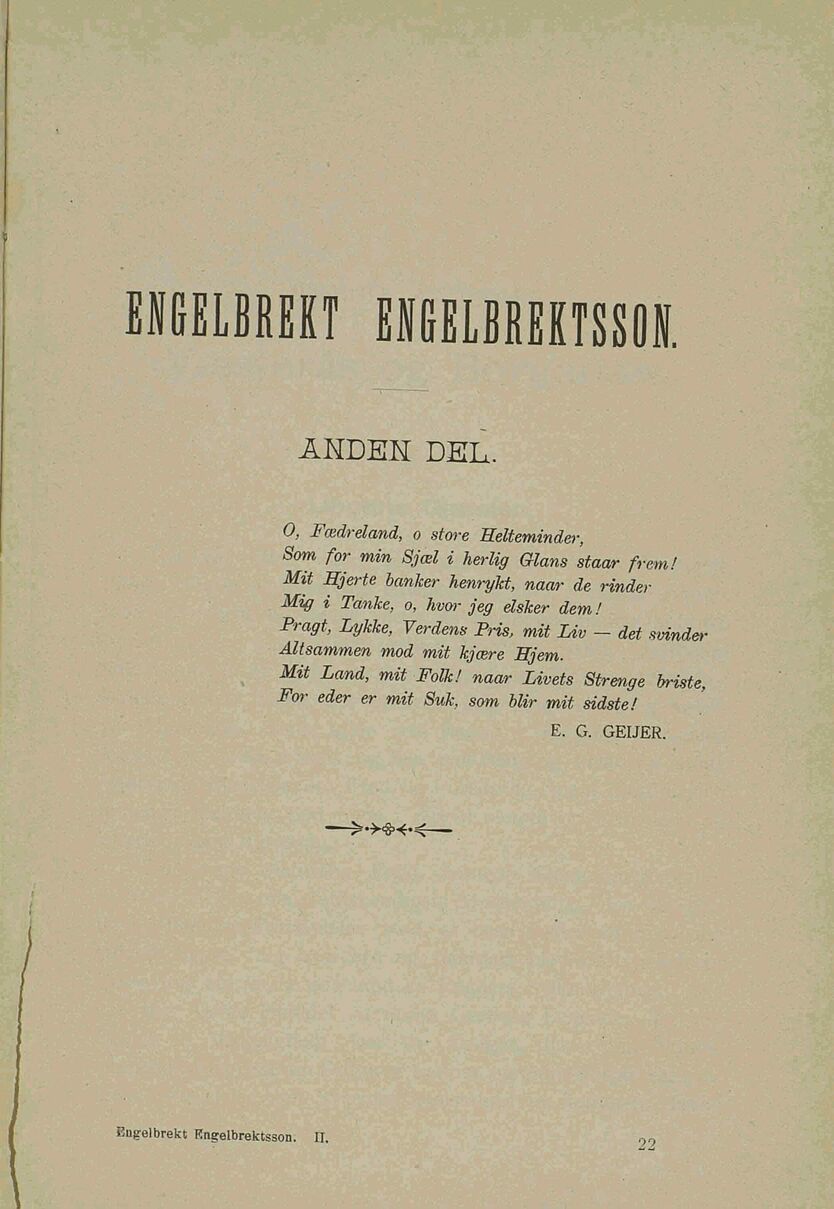 ENGELBREKT ENGELBREKTSSON.
ANDEN DEL.
O, Fædreland, o store Helteminder,
Som for min Sjæl i herlig Glans staar frem!
Mit Hjerte banker henrykt, naar de rinder
Mig i Tanke, o, hvor jeg elsker dem!
Pragt, Lykke, Verdens Pris, mit Liv — det svinder
Altsammen mod mit kjære Hjem.
Mit Land, mit Folk! naar Livets Strenge briste,
For eder er mit Suk, som blir mit sidste!
E. G. GEIJER.
Engelbrekt Engelbrektsson. II.
22